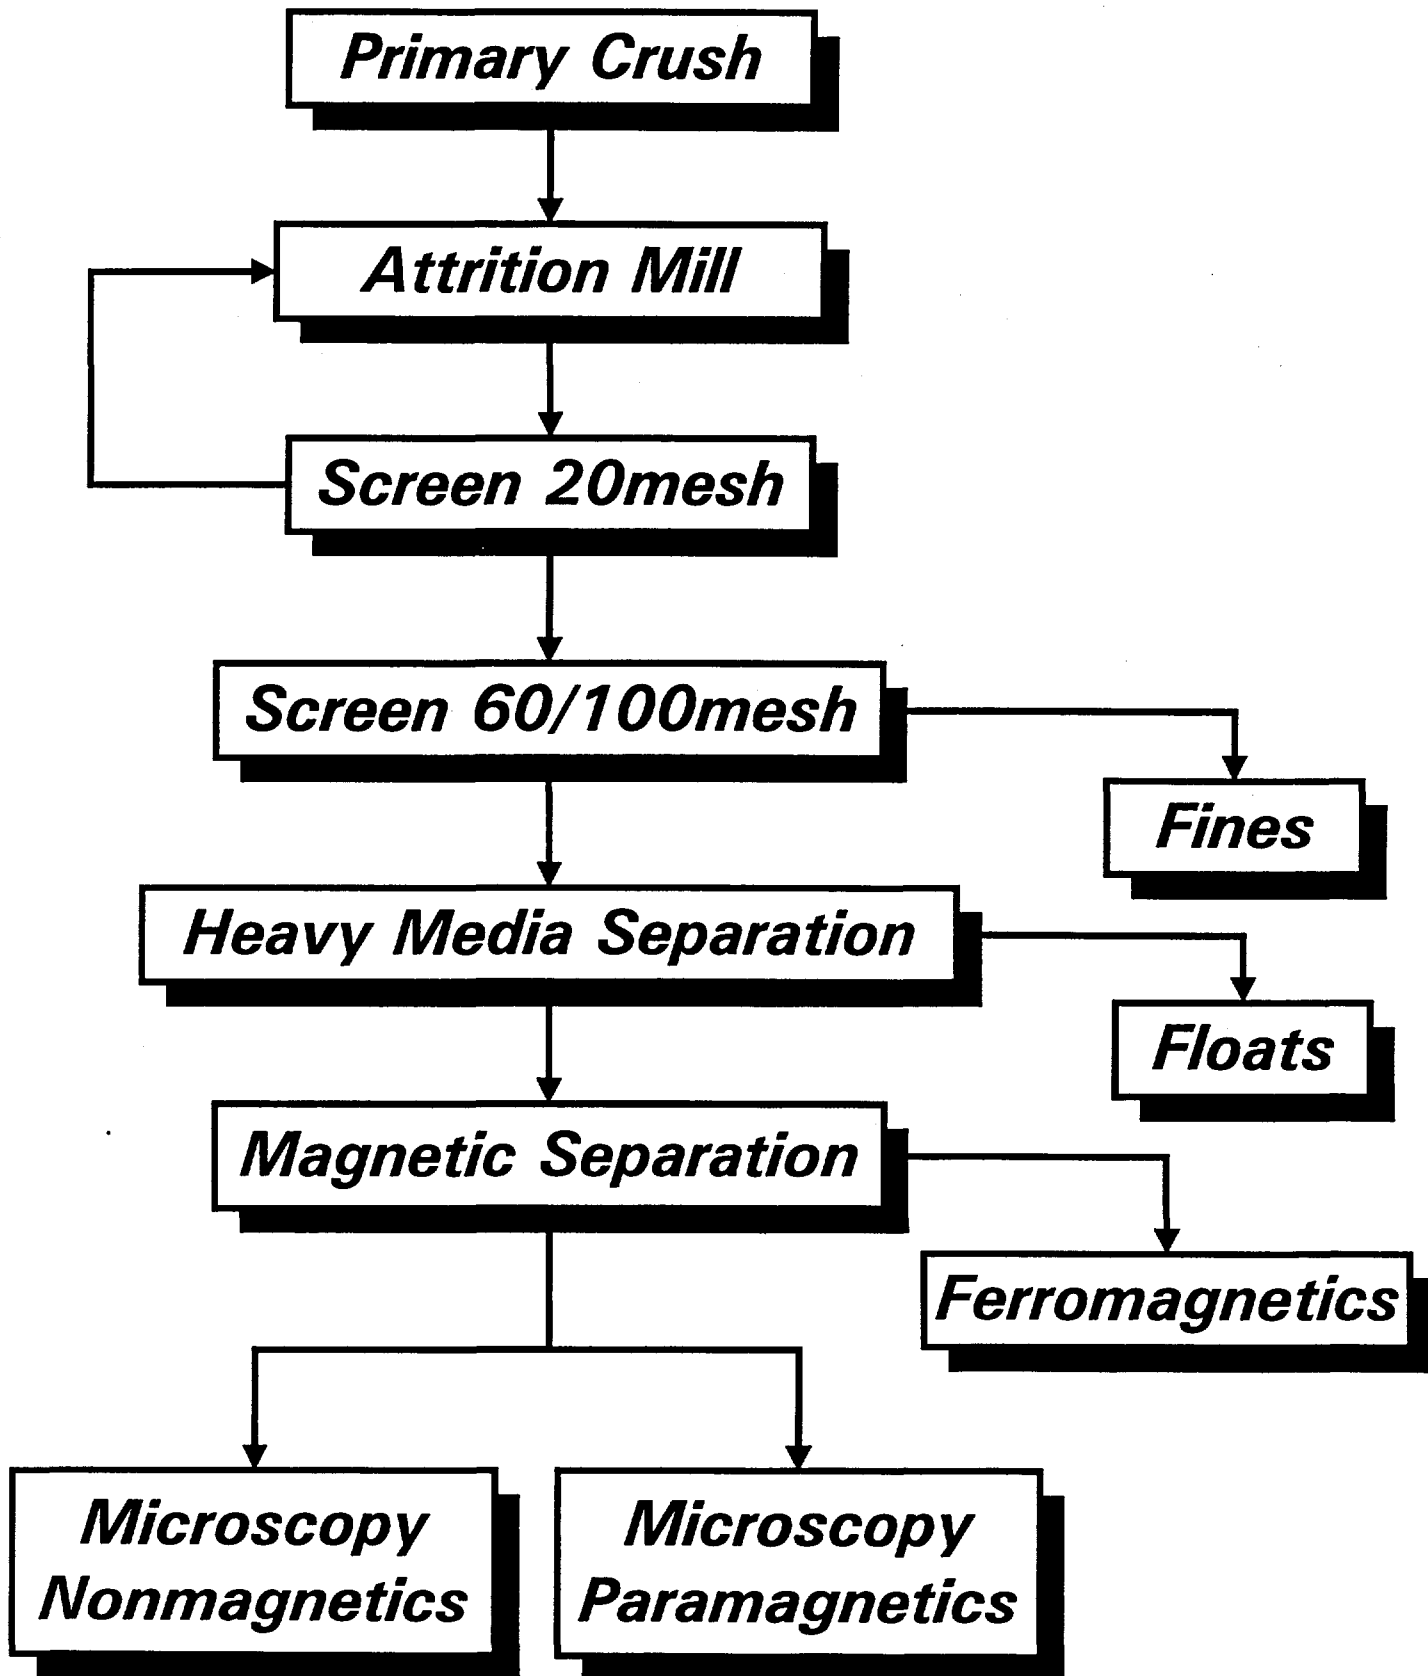 Primary Crush
Attrition Mill
Screen 20mesh
Screen 60/100mesh
Fines
Heavy Media Separation
Floats
Magnetic Separation
Ferromagnetics
Microscopy
Nonmagnetics
Microscopy
Paramagnetics